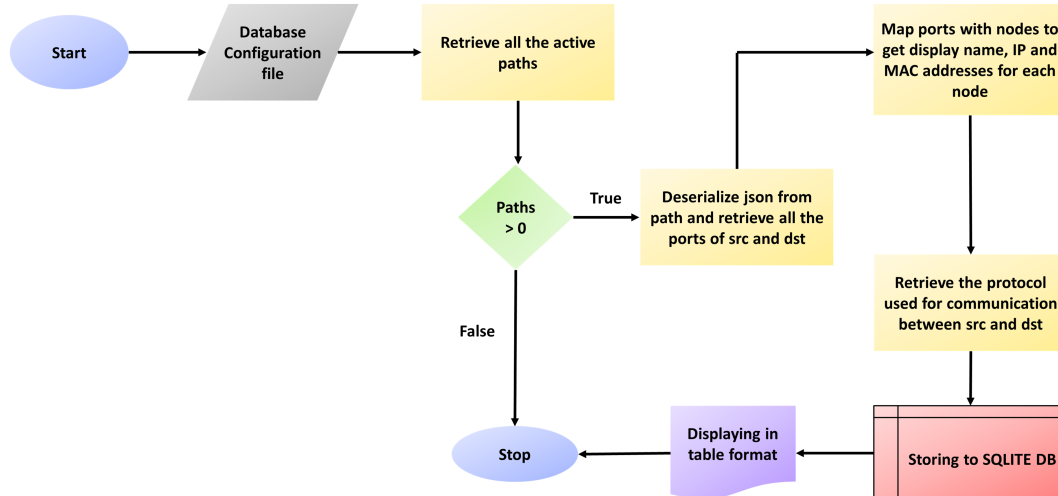 Start
Database
Configuration
file
Retrieve all the active
paths
Map ports with nodes to
get display name, IP and
MAC addresses for each
node
Paths
> 0
True
Deserialize json from
path and retrieve all the
ports of src and dst
False
Retrieve the protocol
used for communication
between src and dst
Stop
Displaying in
table format
Storing to SQLITE DB